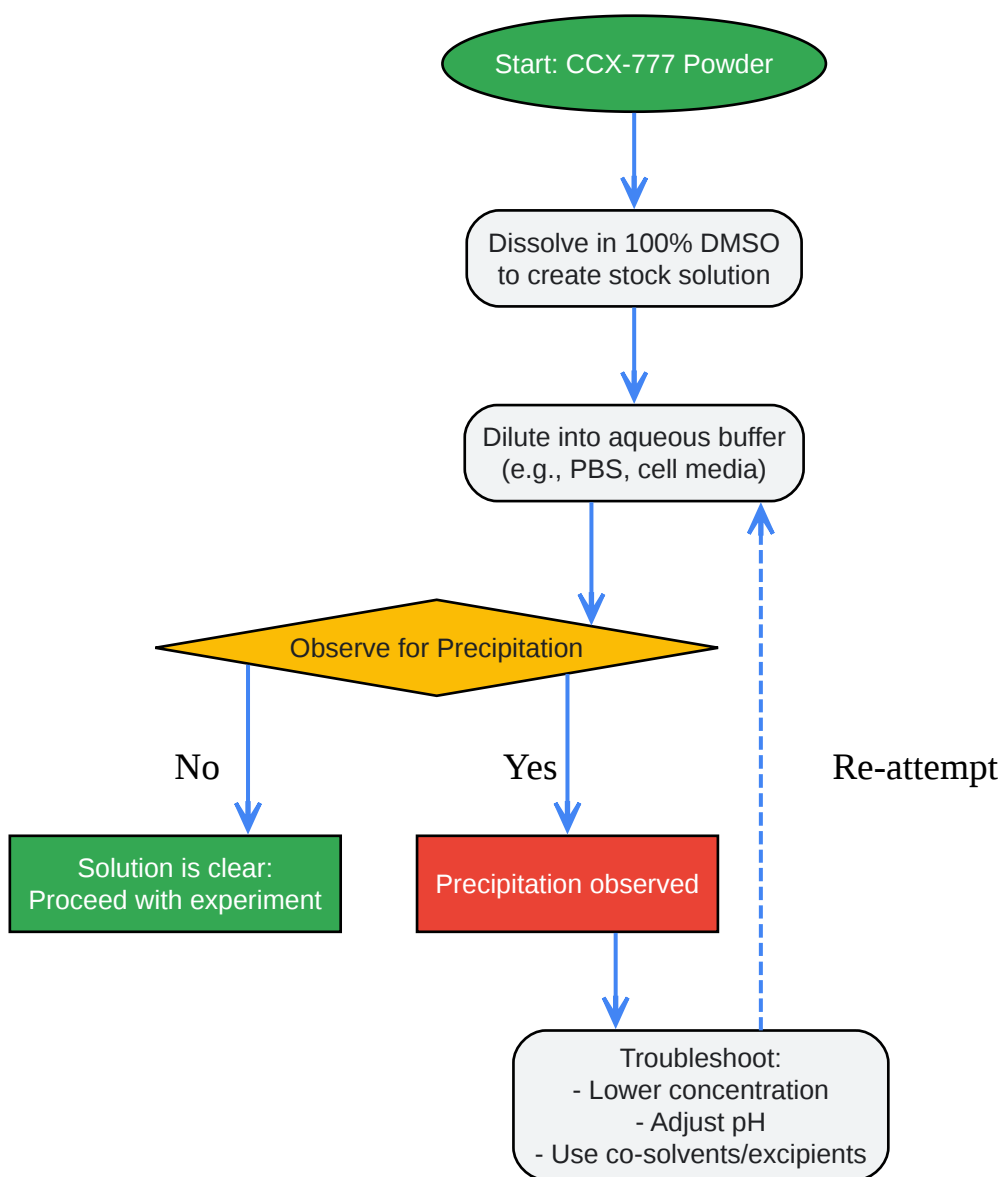 Start: CCX-777 Powder
Dissolve in 100% DMSO
to create stock solution
Dilute into aqueous buffer
(e.g., PBS, cell media)
Observe for Precipitation
No
Yes
Re-attempt
Solution is clear:
Proceed with experiment
Precipitation observed
Troubleshoot:
- Lower concentration
- Adjust pH
- Use co-solvents/excipients